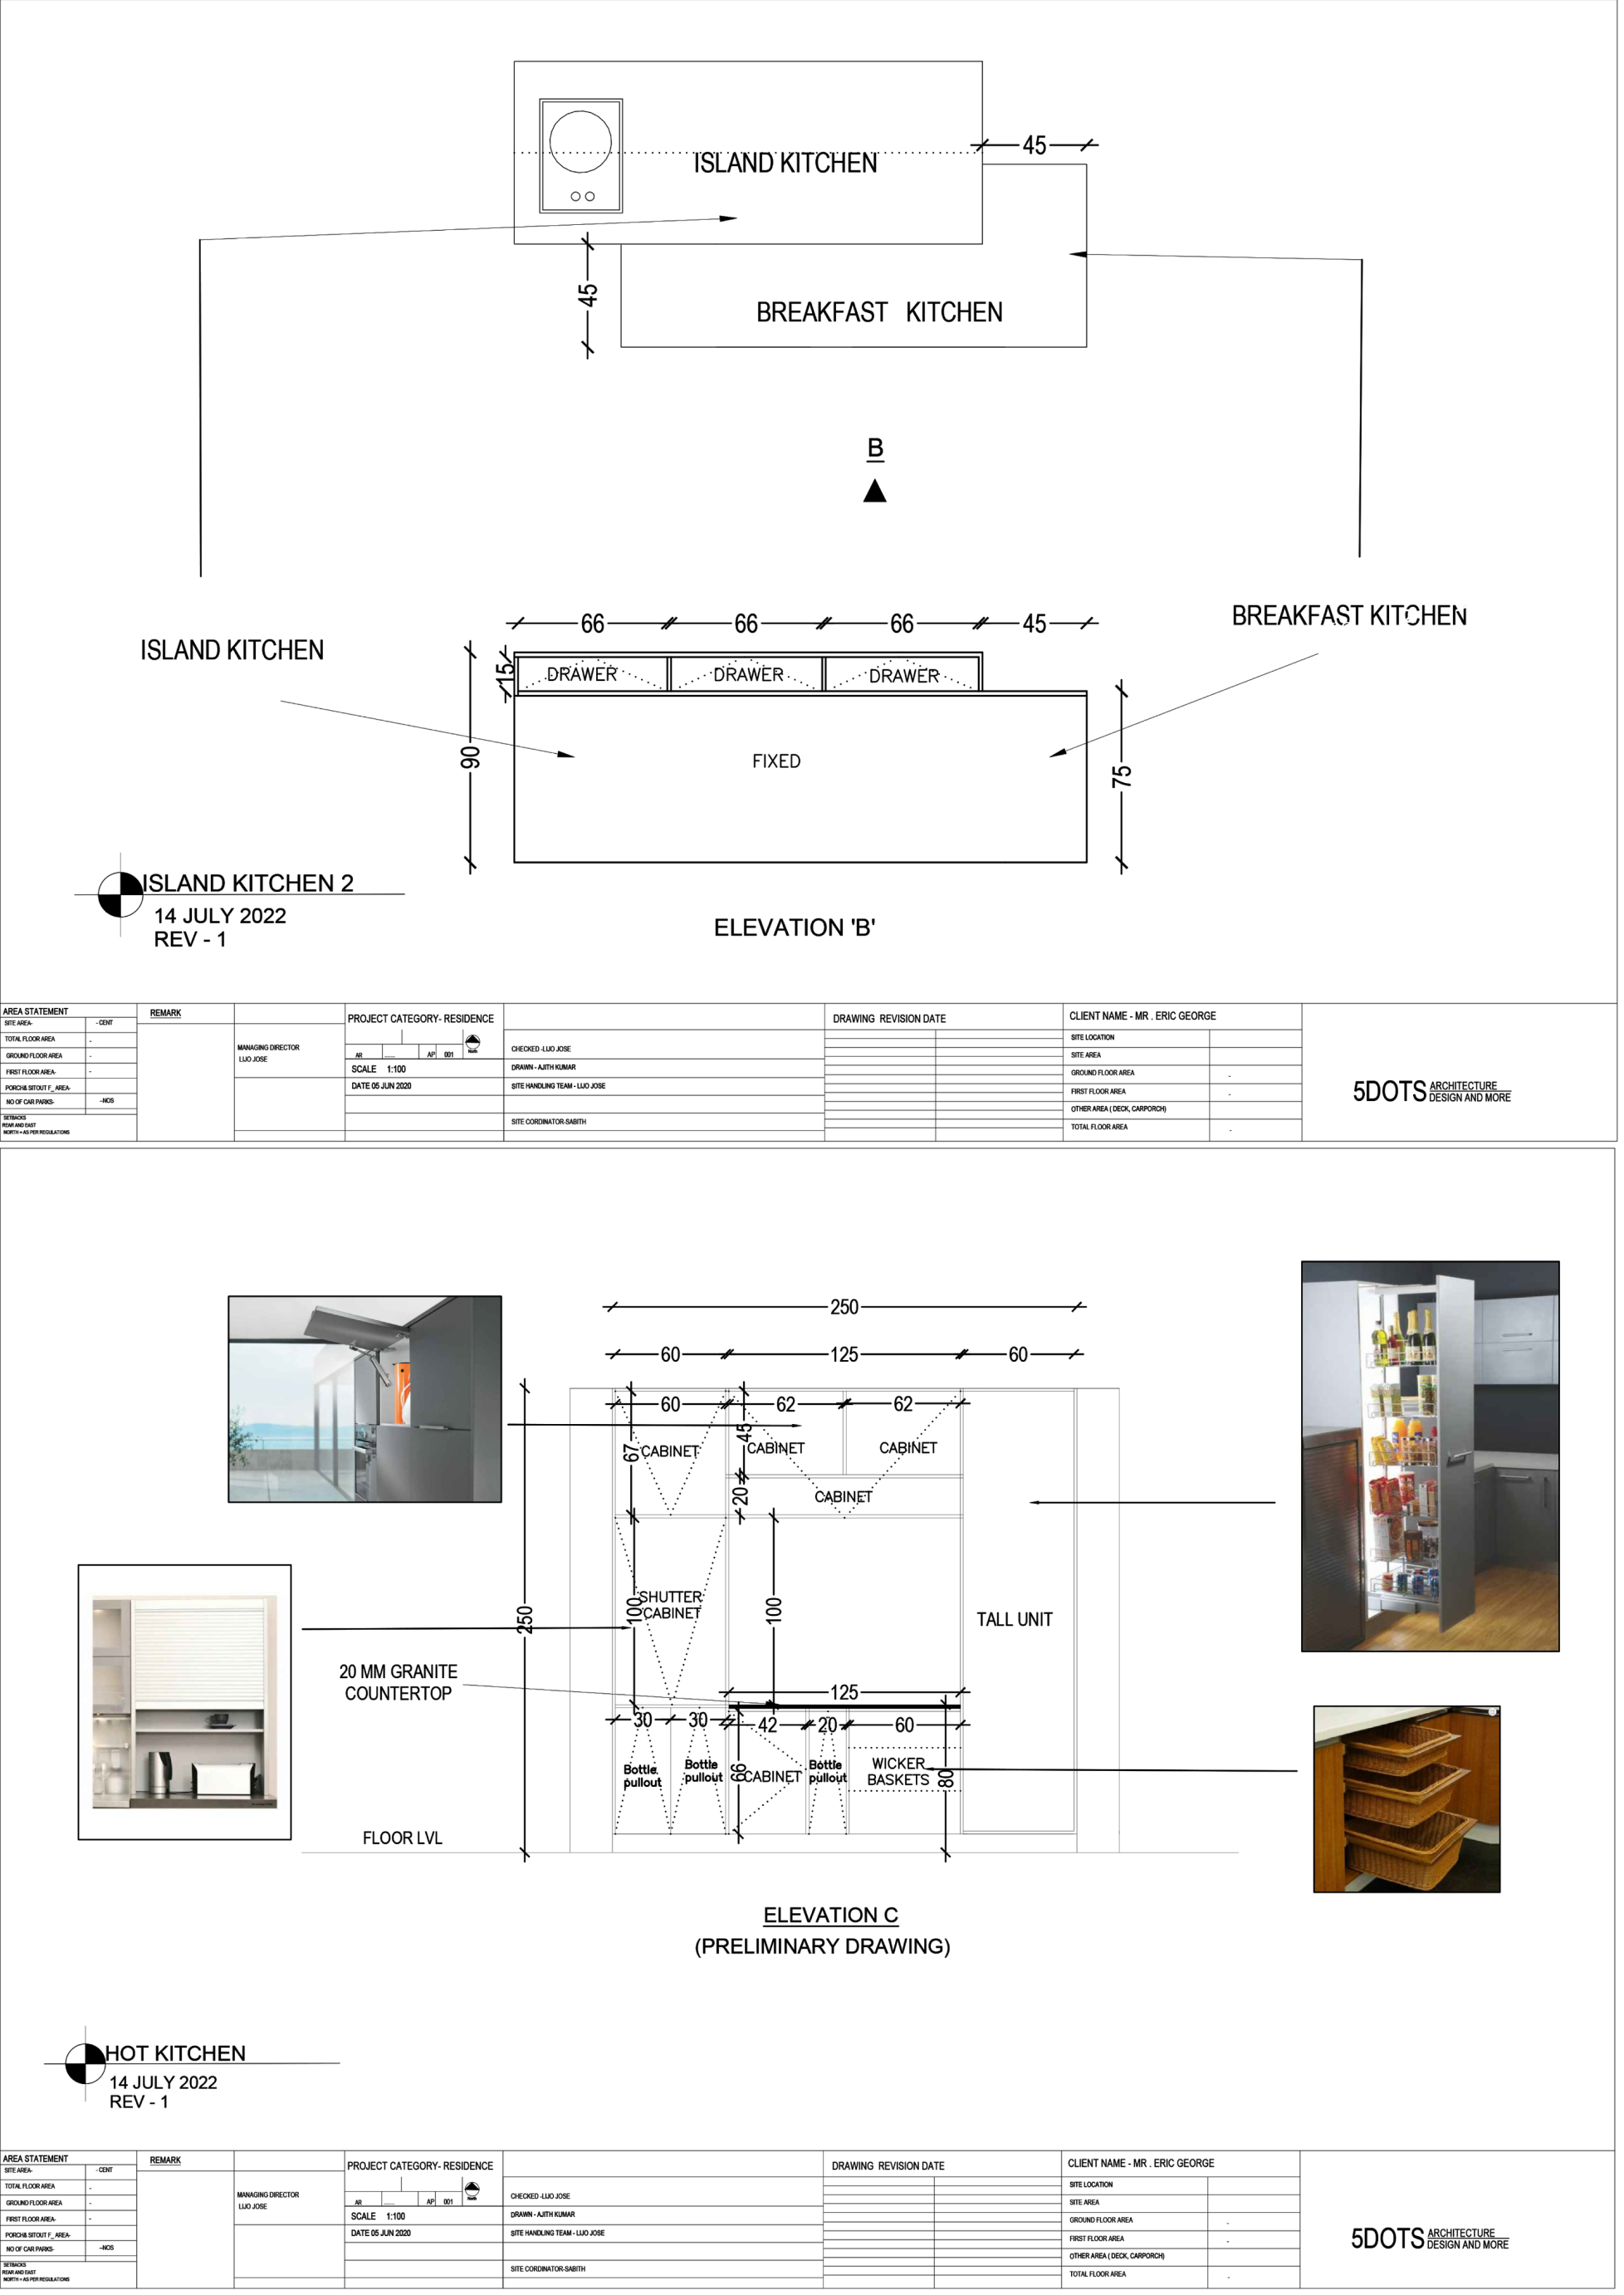 45
ISLAND KITCHEN
45
BREAKFAST KITCHEN
B
BREAKFAST KITCHEN
ISLAND KITCHEN
66 66 66 45
15
DRAWER DRAWER DRAWER
90
FIXED
75
ISLAND KITCHEN 2
14 JULY 2022
REV - 1
ELEVATION 'B'
AREA STATEMENT
SITE AREA- - CENT
TOTAL FLOOR AREA -
GROUND FLOOR AREA -
FIRST FLOOR AREA- -
PORCH& SITOUT F_ AREA-
NO OF CAR PARKS- --NOS
SETBACKS
REAR AND EAST
NORTH = AS PER REGULATIONS
REMARK
MANAGING DIRECTOR
LIJO JOSE
PROJECT CATEGORY- RESIDENCE
AR ___ AP 001 North
SCALE 1:100
DATE 05 JUN 2020
CHECKED -LIJO JOSE
DRAWN - AJITH KUMAR
SITE HANDLING TEAM - LIJO JOSE
SITE CORDINATOR-SABITH
DRAWING REVISION DATE
CLIENT NAME - MR . ERIC GEORGE
SITE LOCATION
SITE AREA
GROUND FLOOR AREA -
FIRST FLOOR AREA -
OTHER AREA ( DECK, CARPORCH)
TOTAL FLOOR AREA -
5DOTS ARCHITECTURE
DESIGN AND MORE
250
60 125 60
60 62 62
67
45
CABINET CABINET CABINET
20
CABINET
250
100
SHUTTER
CABINET
100
TALL UNIT
20 MM GRANITE
COUNTERTOP
125
30 30 42 20 60
Bottle
pullout
Bottle
pullout
66
CABINET
Bottle
pullout
WICKER
BASKETS
80
FLOOR LVL
ELEVATION C
(PRELIMINARY DRAWING)
HOT KITCHEN
14 JULY 2022
REV - 1
AREA STATEMENT
SITE AREA- - CENT
TOTAL FLOOR AREA -
GROUND FLOOR AREA -
FIRST FLOOR AREA- -
PORCH& SITOUT F_ AREA-
NO OF CAR PARKS- --NOS
SETBACKS
REAR AND EAST
NORTH = AS PER REGULATIONS
REMARK
MANAGING DIRECTOR
LIJO JOSE
PROJECT CATEGORY- RESIDENCE
AR ___ AP 001 North
SCALE 1:100
DATE 05 JUN 2020
CHECKED -LIJO JOSE
DRAWN - AJITH KUMAR
SITE HANDLING TEAM - LIJO JOSE
SITE CORDINATOR-SABITH
DRAWING REVISION DATE
CLIENT NAME - MR . ERIC GEORGE
SITE LOCATION
SITE AREA
GROUND FLOOR AREA -
FIRST FLOOR AREA -
OTHER AREA ( DECK, CARPORCH)
TOTAL FLOOR AREA -
5DOTS ARCHITECTURE
DESIGN AND MORE